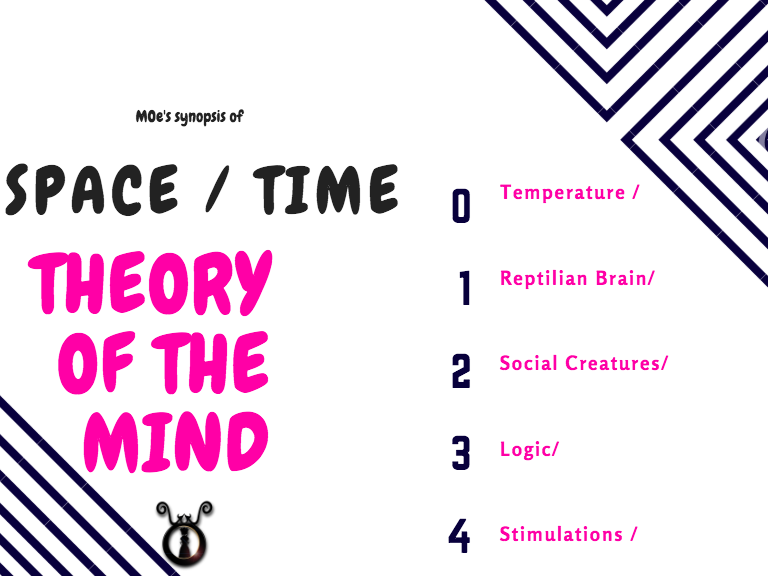 MOe's synopsis of
SPACE / TIME
THEORY
OF THE
MIND
0 Temperature /
1 Reptilian Brain/
2 Social Creatures/
3 Logic/
4 Stimulations /